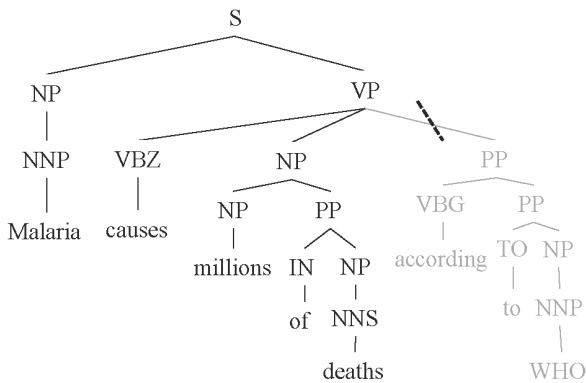 S
NP VP
NNP VBZ NP PP
Malaria causes NP PP VBG PP
millions IN NP according TO NP
of NNS to NNP
deaths WHO